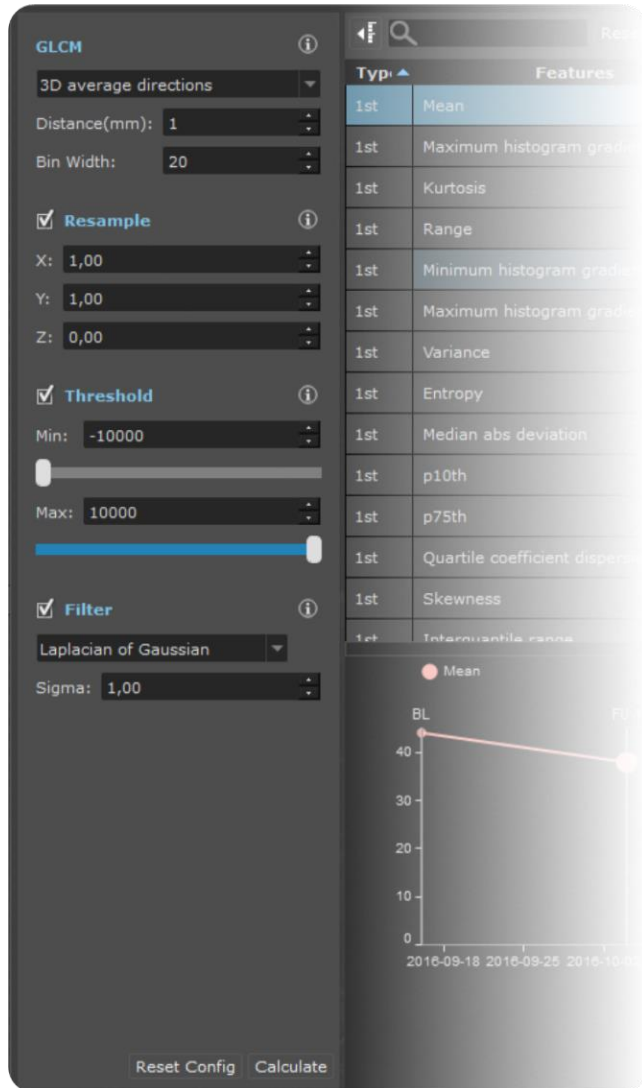 GLCM
3D average directions
Distance(mm): 1
Bin Width: 20
Resample
X: 1,00
Y: 1,00
Z: 0,00
Threshold
Min: -10000
Max: 10000
Filter
Laplacian of Gaussian
Sigma: 1,00
Reset Config Calculate
Features
1st Mean
1st Maximum histogram
1st Kurtosis
1st Range
1st Minimum histogram
1st Maximum histogram
1st Variance
1st Entropy
1st Median abs deviation
1st p10th
1st p75th
1st Quartile coefficient
1st Skewness
1st Interquantile range
Mean
BL
40
30
20
10
0
2016-09-18 2016-09-25